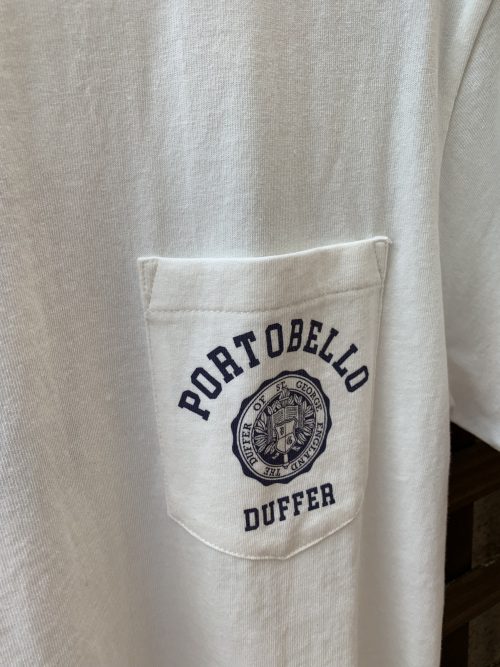 PORTOBELLO
THE DUFFER OF ST. GEORGE ENGLAND
DUFFER